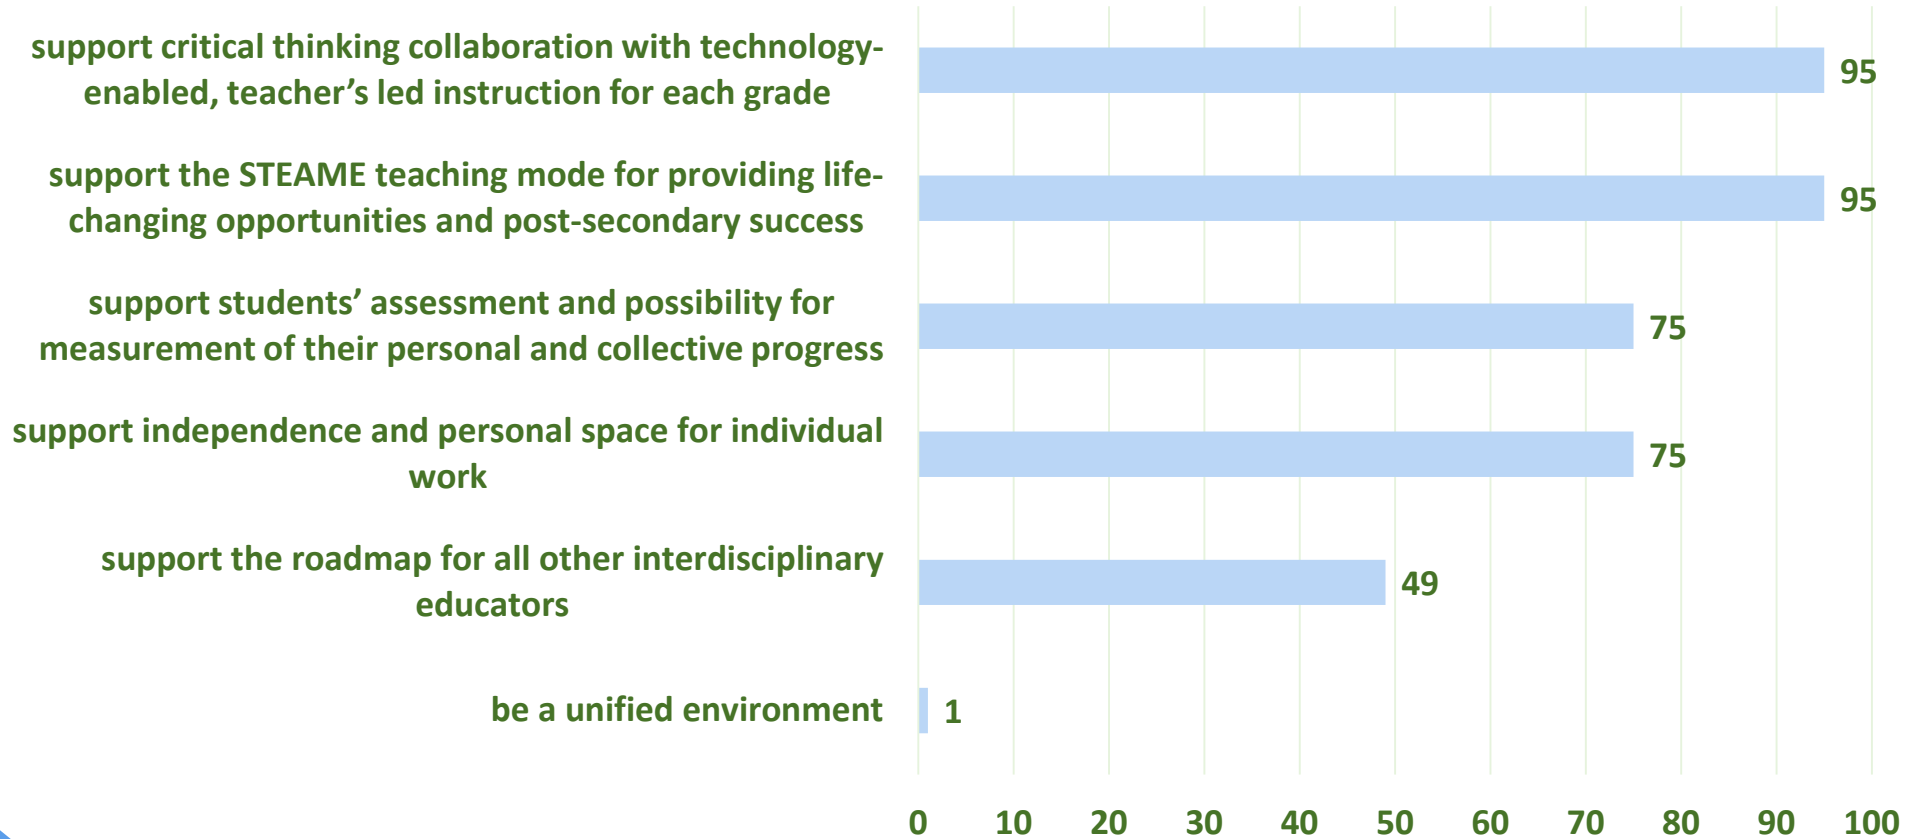 support critical thinking collaboration with technology-
enabled, teacher’s led instruction for each grade
95
support the STEAME teaching mode for providing life-
changing opportunities and post-secondary success
95
support students’ assessment and possibility for
measurement of their personal and collective progress
75
support independence and personal space for individual
work
75
support the roadmap for all other interdisciplinary
educators
49
be a unified environment
1
0 10 20 30 40 50 60 70 80 90 100